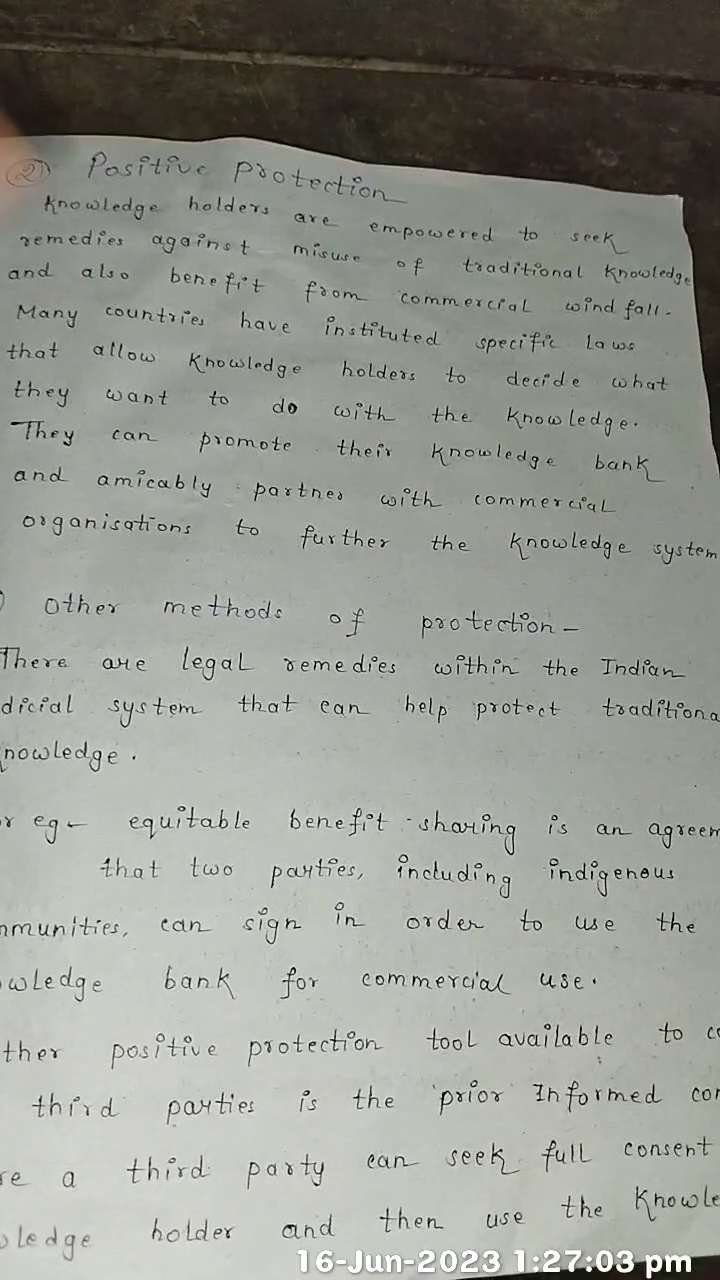 2) Positive protection
Knowledge holders are empowered to seek
remedies against misuse of traditional Knowledge
and also benefit from commercial wind fall.
Many countries have instituted specific laws
that allow Knowledge holders to decide what
they want to do with the Knowledge.
They can promote their Knowledge bank
and amicably partner with commercial
organisations to further the Knowledge system
) Other methods of protection -
There are legal remedies within the Indian
dicial system that can help protect traditiona
nowledge.
r eg - equitable benefit sharing is an agreem
that two parties, including indigenous
mmunities, can sign in order to use the
owledge bank for commercial use.
ther positive protection tool available to co
third parties is the prior Informed con
re a third party can seek full consent
wledge holder and then use the Knowle
16-Jun-2023 1:27:03 pm